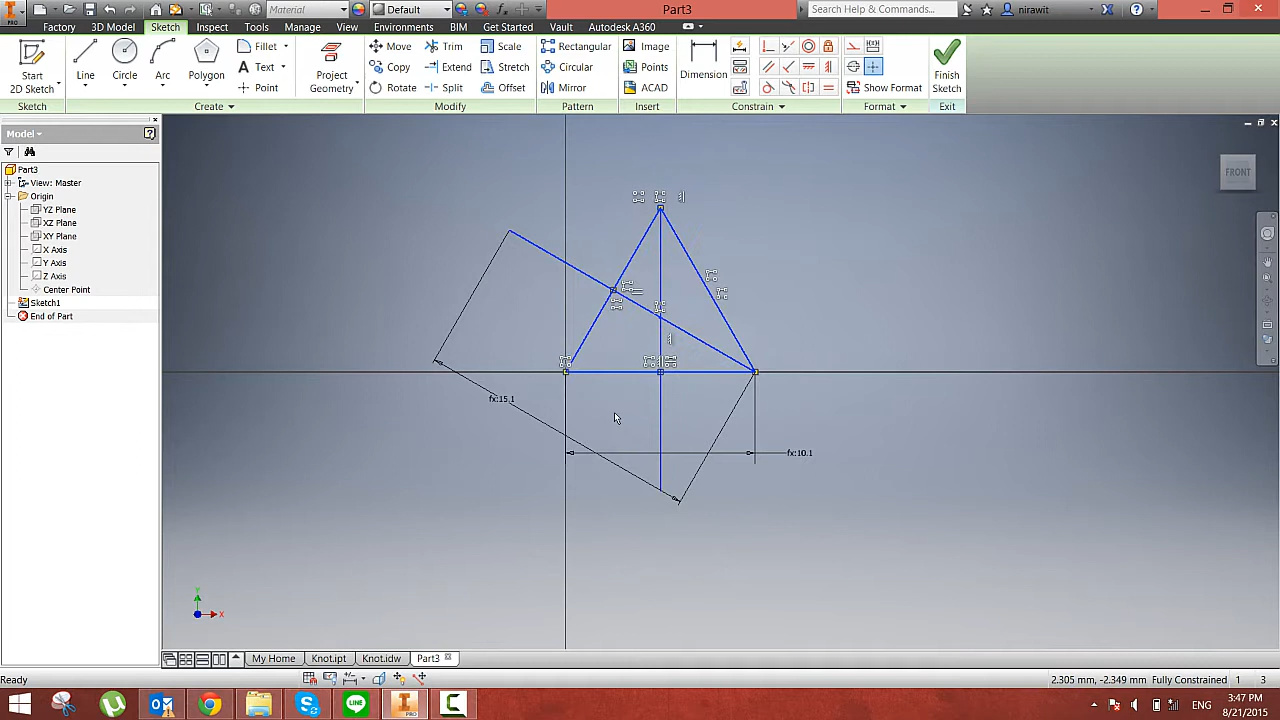 Material
Default
Part3
Search Help & Commands...
nirawit
PRO
Factory
3D Model
Sketch
Inspect
Tools
Manage
View
Environments
BIM
Get Started
Vault
Autodesk A360
Start
2D Sketch
Line
Circle
Arc
Polygon
Fillet
Text
Point
Project
Geometry
Move
Copy
Rotate
Trim
Extend
Split
Scale
Stretch
Offset
Rectangular
Circular
Mirror
Image
Points
ACAD
Dimension
Show Format
Finish
Sketch
Sketch
Create
Modify
Pattern
Insert
Constrain
Format
Exit
Model
Part3
View: Master
Origin
YZ Plane
XZ Plane
XY Plane
X Axis
Y Axis
Z Axis
Center Point
Sketch1
End of Part
FRONT
fx:15.1
fx:10.1
Y
X
My Home
Knot.ipt
Knot.idw
Part3
Ready
2.305 mm, -2.349 mm Fully Constrained 1 3
LINE
PRO
ENG
3:47 PM
8/21/2015